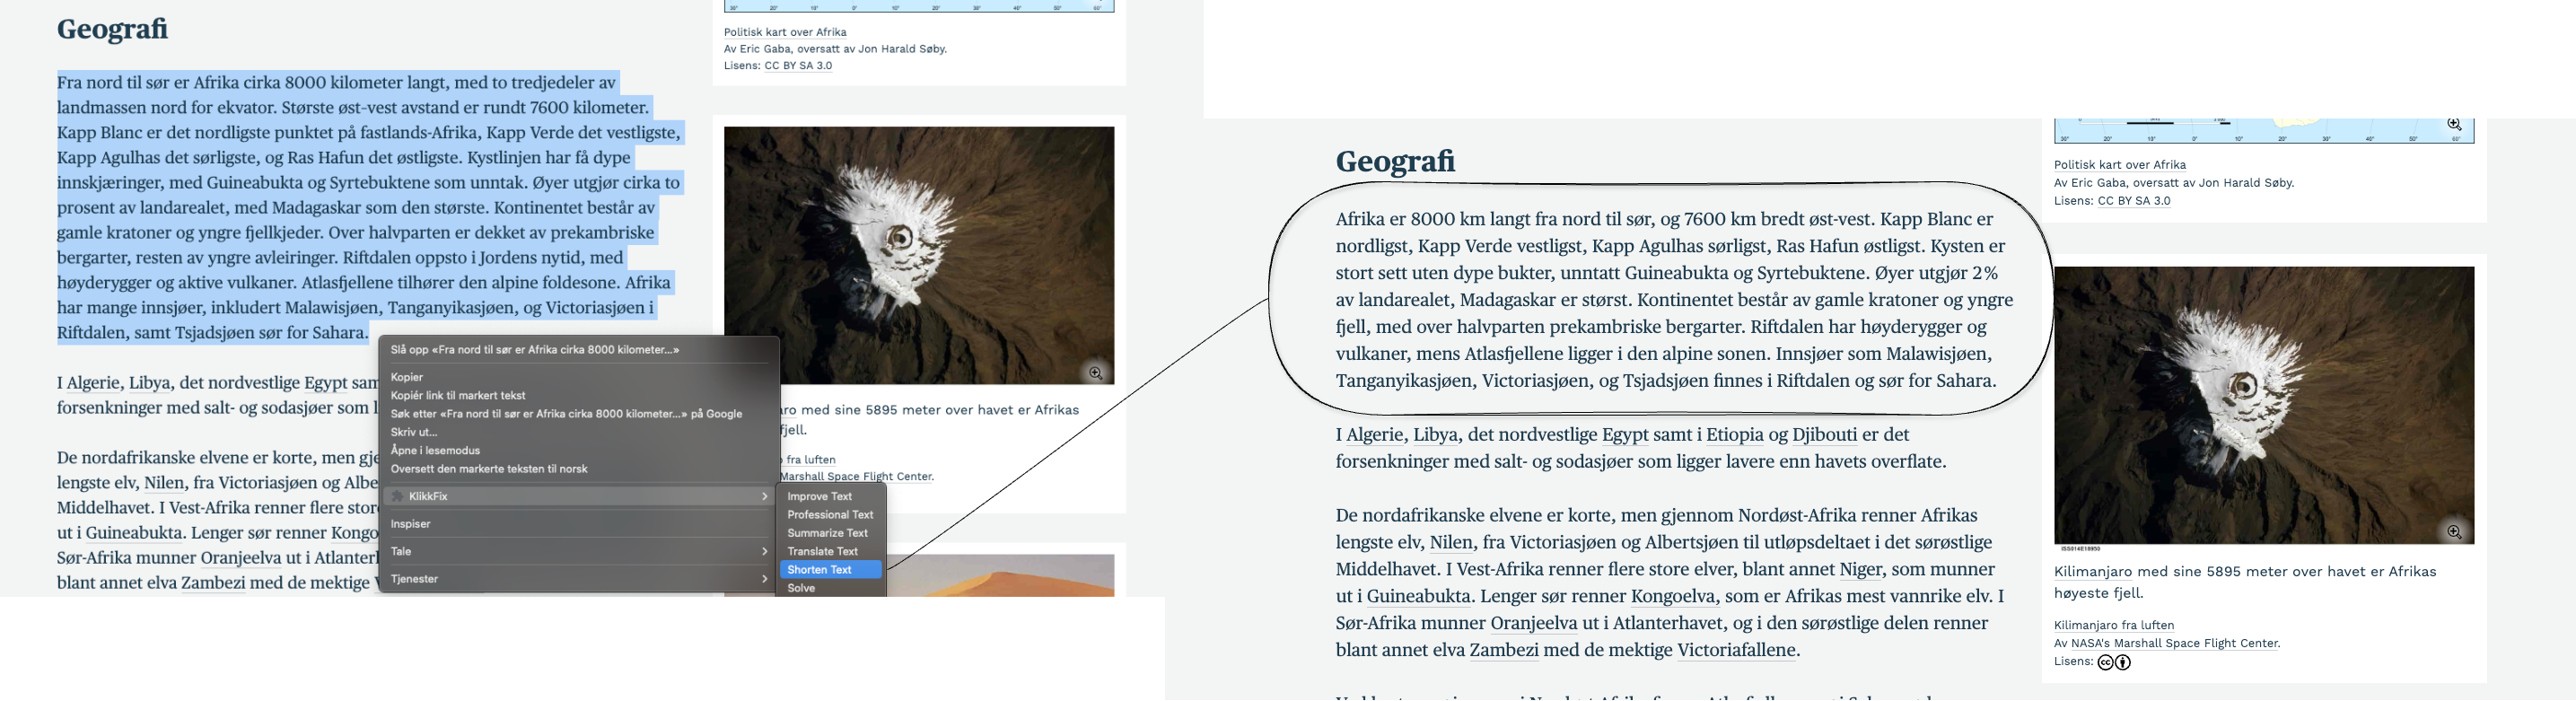 Geografi
Fra nord til sør er Afrika cirka 8000 kilometer langt, med to tredjedeler av
landmassen nord for ekvator. Største øst-vest avstand er rundt 7600 kilometer.
Kapp Blanc er det nordligste punktet på fastlands-Afrika, Kapp Verde det vestligste,
Kapp Agulhas det sørligste, og Ras Hafun det østligste. Kystlinjen har få dype
innskjæringer, med Guineabukta og Syrtebuktene som unntak. Øyer utgjør cirka to
prosent av landarealet, med Madagaskar som den største. Kontinentet består av
gamle kratoner og yngre fjellkjeder. Over halvparten er dekket av prekambriske
bergarter, resten av yngre avleiringer. Riftdalen oppsto i Jordens nytid, med
høyderygger og aktive vulkaner. Atlasfjellene tilhører den alpine foldesone. Afrika
har mange innsjøer, inkludert Malawisjøen, Tanganyikasjøen, og Victoriasjøen i
Riftdalen, samt Tsjadsjøen sør for Sahara.
I Algerie, Libya, det nordvestlige Egypt sam
forsenkninger med salt- og sodasjøer som l
De nordafrikanske elvene er korte, men gje
lengste elv, Nilen, fra Victoriasjøen og Albe
Middelhavet. I Vest-Afrika renner flere store
ut i Guineabukta. Lenger sør renner Kongo
Sør-Afrika munner Oranjeelva ut i Atlanter
blant annet elva Zambezi med de mektige
Slå opp «Fra nord til sør er Afrika cirka 8000 kilometer...»
Kopier
Kopiér link til markert tekst
Søk etter «Fra nord til sør er Afrika cirka 8000 kilometer...» på Google
Skriv ut...
Åpne i lesemodus
Oversett den markerte teksten til norsk
KlikkFix
Inspiser
Tale
Tjenester
Improve Text
Professional Text
Summarize Text
Translate Text
Shorten Text
Solve
30° 20° 10° 0° 10° 20° 30° 40° 50° 60°
Politisk kart over Afrika
Av Eric Gaba, oversatt av Jon Harald Søby.
Lisens: CC BY SA 3.0
aro med sine 5895 meter over havet er Afrikas
fjell.
fra luften
Marshall Space Flight Center.
Geografi
Afrika er 8000 km langt fra nord til sør, og 7600 km bredt øst-vest. Kapp Blanc er
nordligst, Kapp Verde vestligst, Kapp Agulhas sørligst, Ras Hafun østligst. Kysten er
stort sett uten dype bukter, unntatt Guineabukta og Syrtebuktene. Øyer utgjør 2%
av landarealet, Madagaskar er størst. Kontinentet består av gamle kratoner og yngre
fjell, med over halvparten prekambriske bergarter. Riftdalen har høyderygger og
vulkaner, mens Atlasfjellene ligger i den alpine sonen. Innsjøer som Malawisjøen,
Tanganyikasjøen, Victoriasjøen, og Tsjadsjøen finnes i Riftdalen og sør for Sahara.
I Algerie, Libya, det nordvestlige Egypt samt i Etiopia og Djibouti er det
forsenkninger med salt- og sodasjøer som ligger lavere enn havets overflate.
De nordafrikanske elvene er korte, men gjennom Nordøst-Afrika renner Afrikas
lengste elv, Nilen, fra Victoriasjøen og Albertsjøen til utløpsdeltaet i det sørøstlige
Middelhavet. I Vest-Afrika renner flere store elver, blant annet Niger, som munner
ut i Guineabukta. Lenger sør renner Kongoelva, som er Afrikas mest vannrike elv. I
Sør-Afrika munner Oranjeelva ut i Atlanterhavet, og i den sørøstlige delen renner
blant annet elva Zambezi med de mektige Victoriafallene.
30° 20° 10° 0° 10° 20° 30° 40° 50° 60°
Politisk kart over Afrika
Av Eric Gaba, oversatt av Jon Harald Søby.
Lisens: CC BY SA 3.0
ISS014E18950
Kilimanjaro med sine 5895 meter over havet er Afrikas
høyeste fjell.
Kilimanjaro fra luften
Av NASA's Marshall Space Flight Center.
Lisens: